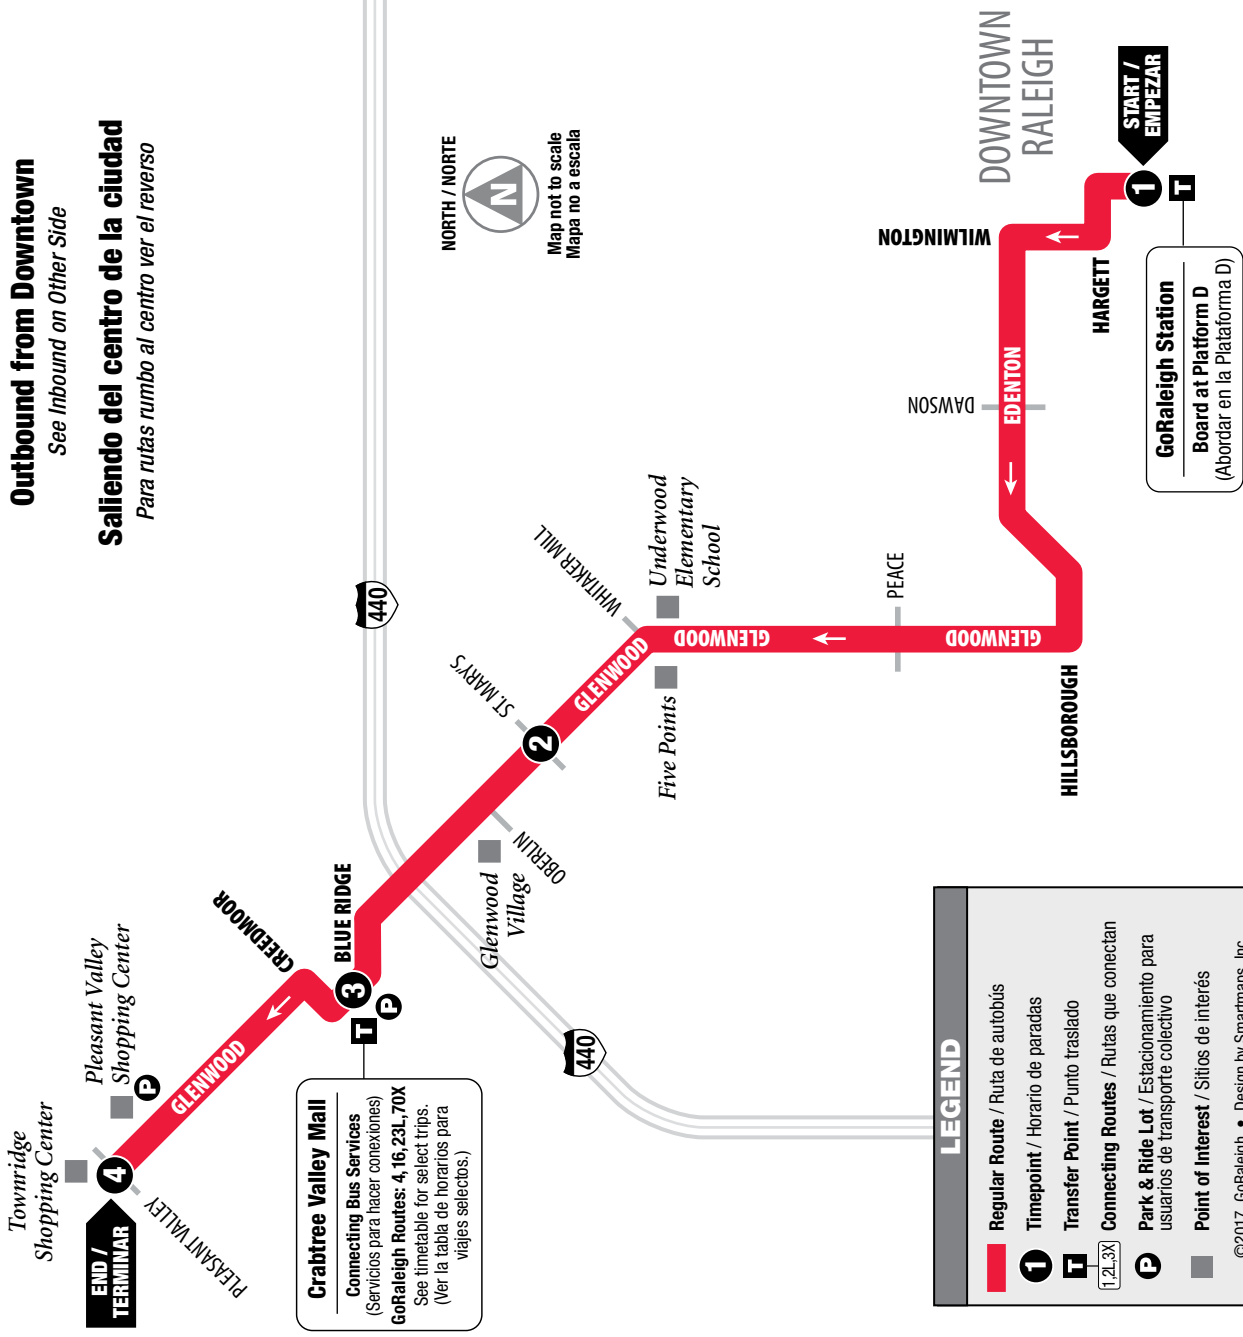 Outbound from Downtown
See Inbound on Other Side
Saliendo del centro de la ciudad
Para rutas rumbo al centro ver el reverso
NORTH / NORTE
N
Map not to scale
Mapa no a escala
DOWNTOWN
RALEIGH
START /
EMPEZAR
1
T
GoRaleigh Station
Board at Platform D
(Abordar en la Plataforma D)
HARGETT
WILMINGTON
EDENTON
DAWSON
HILLSBOROUGH
GLENWOOD
PEACE
GLENWOOD
Underwood
Elementary
School
Five Points
WHITAKER MILL
GLENWOOD
ST. MARY'S
2
OBERLIN
Glenwood
Village
440
440
BLUE RIDGE
3
T
P
CREEDMOOR
Crabtree Valley Mall
Connecting Bus Services
(Servicios para hacer conexiones)
GoRaleigh Routes: 4,16,23L,70X
See timetable for select trips.
(Ver la tabla de horarios para
viajes selectos.)
GLENWOOD
Pleasant Valley
Shopping Center
P
Townridge
Shopping Center
4
PLEASANT VALLEY
END /
TERMINAR
LEGEND
Regular Route / Ruta de autobús
1 Timepoint / Horario de paradas
T Transfer Point / Punto traslado
1,2L,3X Connecting Routes / Rutas que conectan
P Park & Ride Lot / Estacionamiento para
usuarios de transporte colectivo
Point of Interest / Sitios de interés
©2017 GoRaleigh • Design by Smartmaps, Inc.